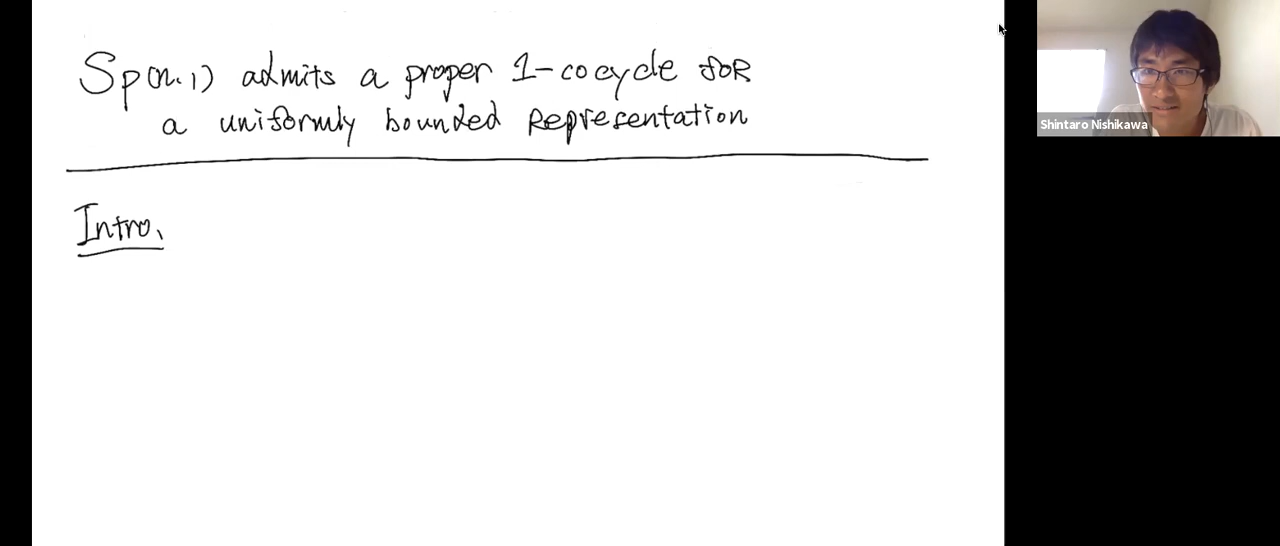 Sp(n.1) admits a proper 1-cocycle for
a uniformly bounded Representation
Intro.
Shintaro Nishikawa